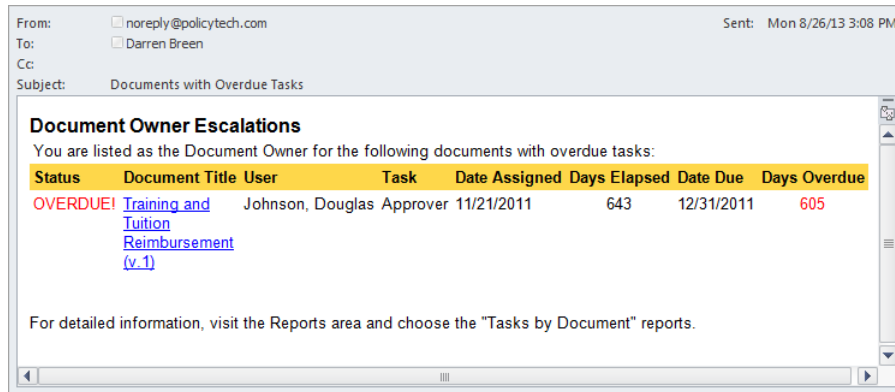 From: noreply@policytech.com Sent: Mon 8/26/13 3:08 PM
To: Darren Breen
Cc:
Subject: Documents with Overdue Tasks
Document Owner Escalations
You are listed as the Document Owner for the following documents with overdue tasks:
Status Document Title User Task Date Assigned Days Elapsed Date Due Days Overdue
OVERDUE! Training and Johnson, Douglas Approver 11/21/2011 643 12/31/2011 605
Tuition
Reimbursement
(v.1)
For detailed information, visit the Reports area and choose the "Tasks by Document" reports.